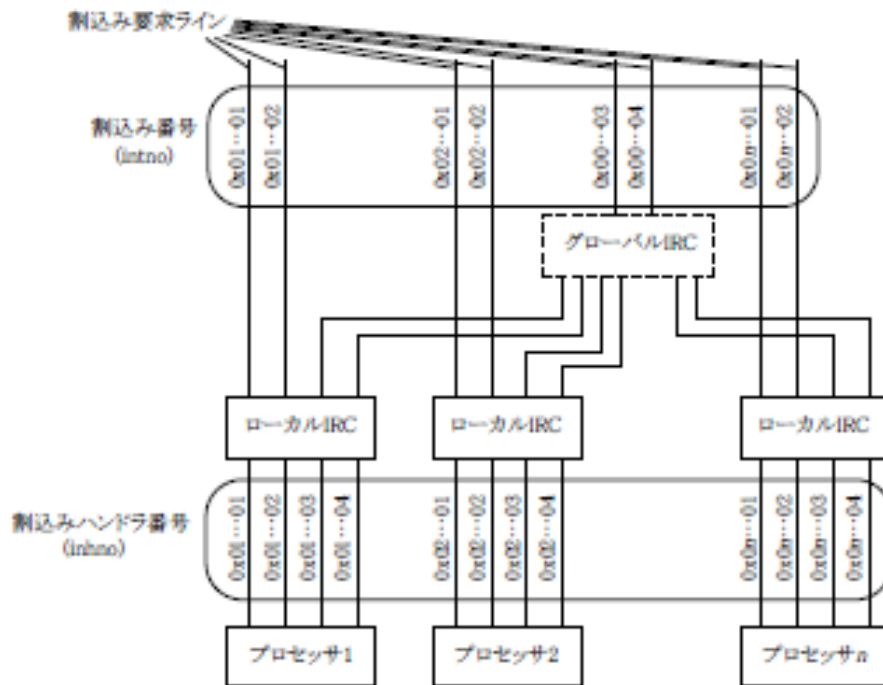 割込み要求ライン
割込み番号
(intno)
0x01…01
0x01…02
0x02…01
0x02…02
0x00…03
0x00…04
0x0n…01
0x0n…02
グローバルIRC
ローカルIRC
ローカルIRC
ローカルIRC
割込みハンドラ番号
(inhno)
0x01…01
0x01…02
0x01…03
0x01…04
0x02…01
0x02…02
0x02…03
0x02…04
0x0n…01
0x0n…02
0x0n…03
0x0n…04
プロセッサ1
プロセッサ2
プロセッサn